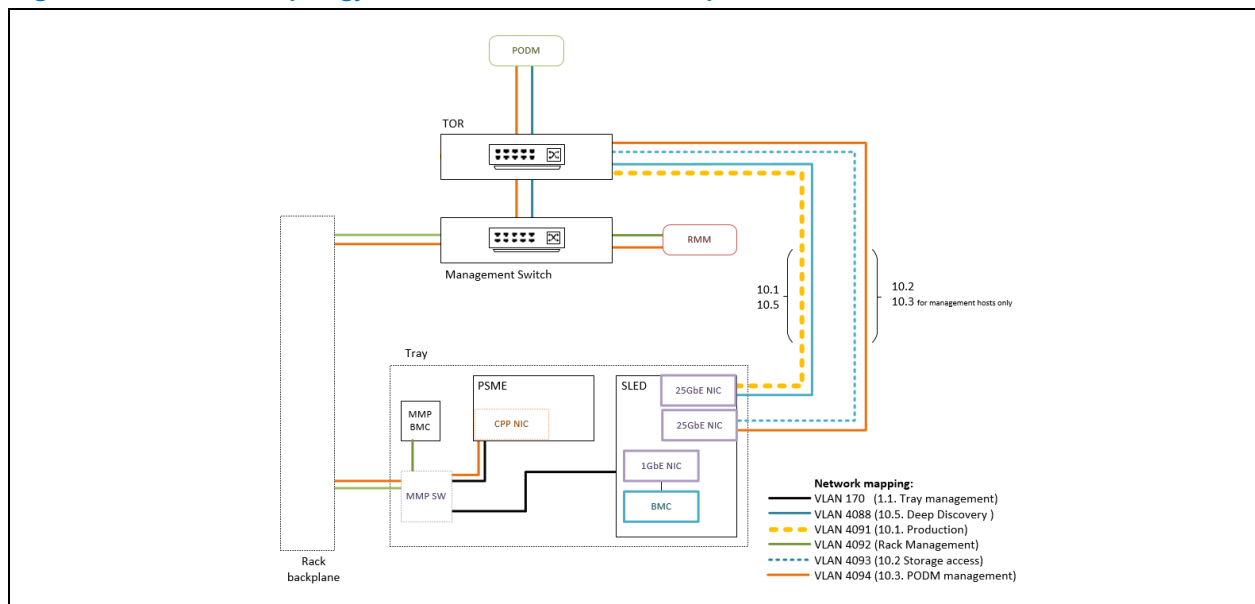 PODM
TOR
RMM
Management Switch
10.1
10.5
10.2
10.3 for management hosts only
Tray
PSME
SLED
25GbE NIC
MMP
BMC
CPP NIC
25GbE NIC
1GbE NIC
MMP SW
BMC
Rack
backplane
Network mapping:
VLAN 170 (1.1. Tray management)
VLAN 4088 (10.5. Deep Discovery )
VLAN 4091 (10.1. Production)
VLAN 4092 (Rack Management)
VLAN 4093 (10.2 Storage access)
VLAN 4094 (10.3. PODM management)